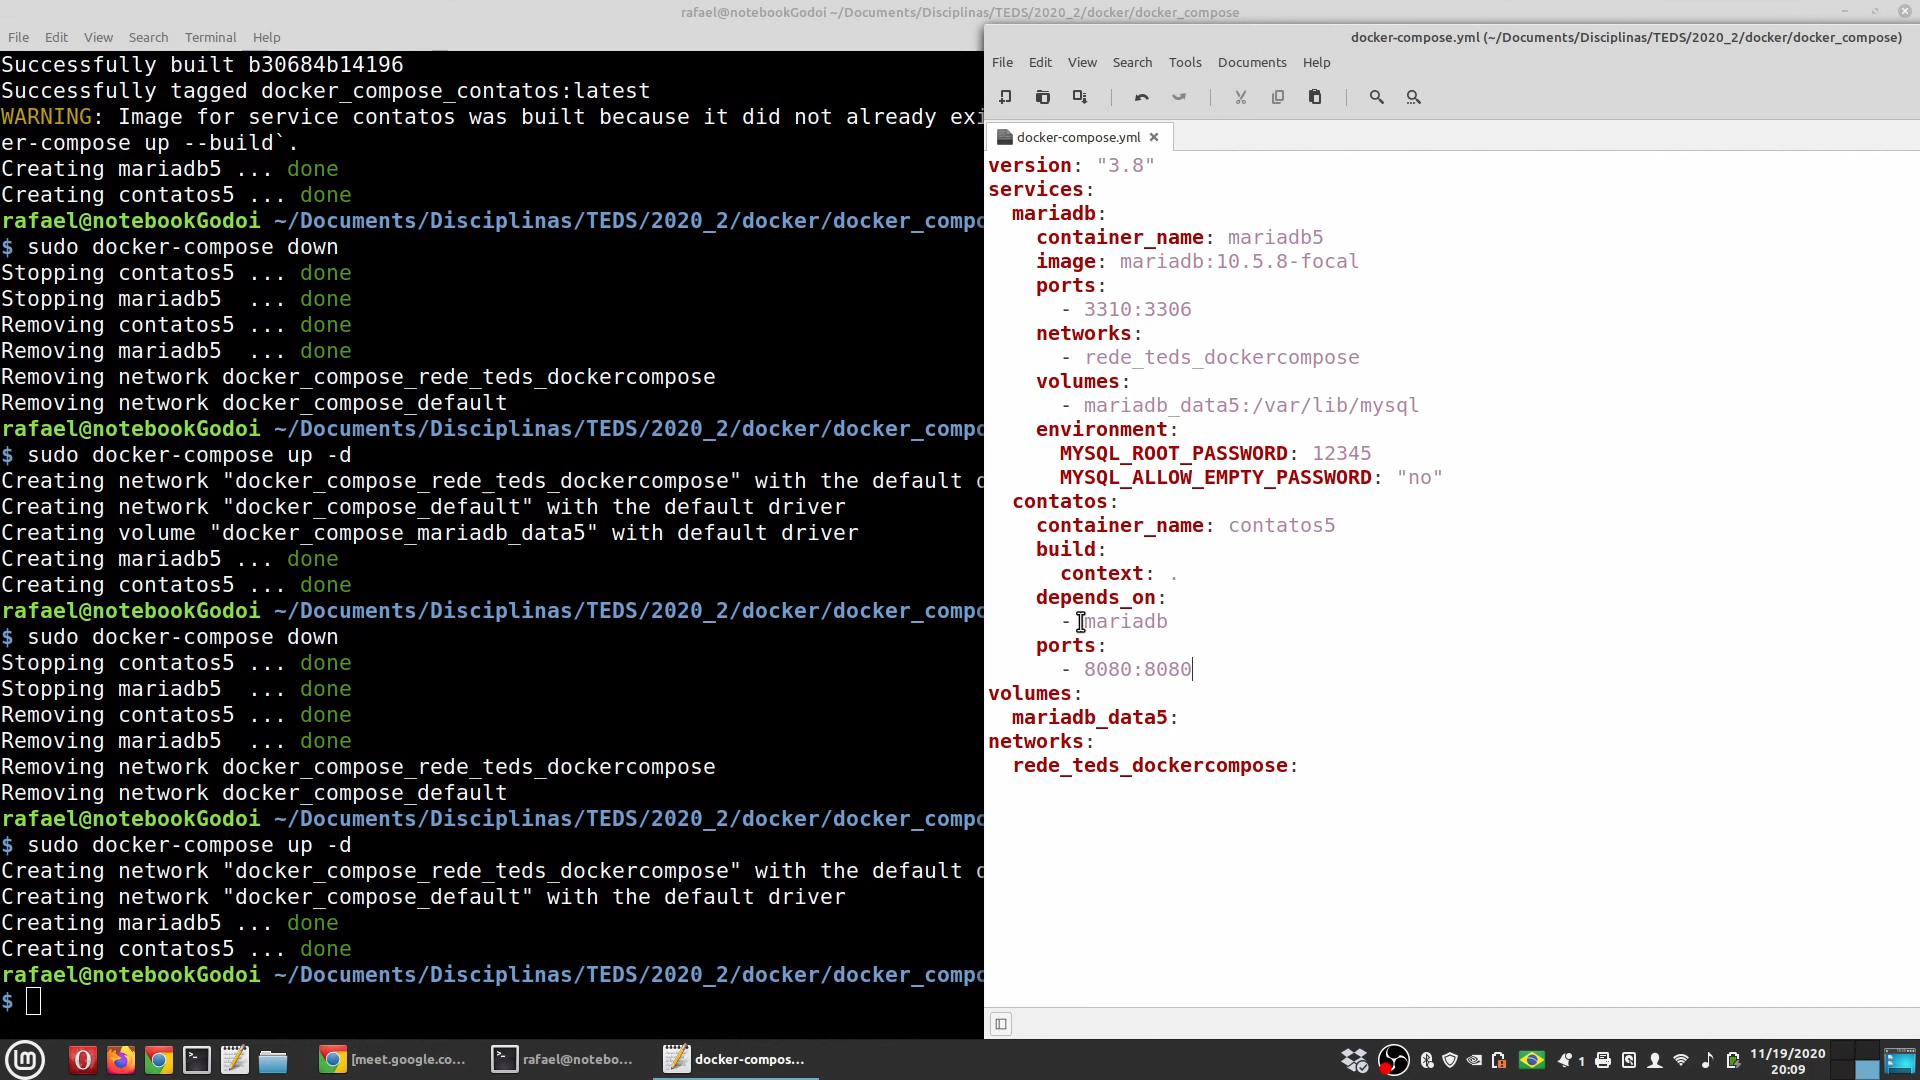 rafael@notebookGodoi ~/Documents/Disciplinas/TEDS/2020_2/docker/docker_compose
File Edit View Search Terminal Help
Successfully built b30684b14196
Successfully tagged docker_compose_contatos:latest
WARNING: Image for service contatos was built because it did not already exi
er-compose up --build`.
Creating mariadb5 ... done
Creating contatos5 ... done
rafael@notebookGodoi ~/Documents/Disciplinas/TEDS/2020_2/docker/docker_compo
$ sudo docker-compose down
Stopping contatos5 ... done
Stopping mariadb5  ... done
Removing contatos5 ... done
Removing mariadb5  ... done
Removing network docker_compose_rede_teds_dockercompose
Removing network docker_compose_default
rafael@notebookGodoi ~/Documents/Disciplinas/TEDS/2020_2/docker/docker_compo
$ sudo docker-compose up -d
Creating network "docker_compose_rede_teds_dockercompose" with the default d
Creating network "docker_compose_default" with the default driver
Creating volume "docker_compose_mariadb_data5" with default driver
Creating mariadb5 ... done
Creating contatos5 ... done
rafael@notebookGodoi ~/Documents/Disciplinas/TEDS/2020_2/docker/docker_compo
$ sudo docker-compose down
Stopping contatos5 ... done
Stopping mariadb5  ... done
Removing contatos5 ... done
Removing mariadb5  ... done
Removing network docker_compose_rede_teds_dockercompose
Removing network docker_compose_default
rafael@notebookGodoi ~/Documents/Disciplinas/TEDS/2020_2/docker/docker_compo
$ sudo docker-compose up -d
Creating network "docker_compose_rede_teds_dockercompose" with the default d
Creating network "docker_compose_default" with the default driver
Creating mariadb5 ... done
Creating contatos5 ... done
rafael@notebookGodoi ~/Documents/Disciplinas/TEDS/2020_2/docker/docker_compo
$
docker-compose.yml (~/Documents/Disciplinas/TEDS/2020_2/docker/docker_compose)
File Edit View Search Tools Documents Help
docker-compose.yml
version: "3.8"
services:
  mariadb:
    container_name: mariadb5
    image: mariadb:10.5.8-focal
    ports:
      - 3310:3306
    networks:
      - rede_teds_dockercompose
    volumes:
      - mariadb_data5:/var/lib/mysql
    environment:
      MYSQL_ROOT_PASSWORD: 12345
      MYSQL_ALLOW_EMPTY_PASSWORD: "no"
  contatos:
    container_name: contatos5
    build:
      context: .
    depends_on:
      - mariadb
    ports:
      - 8080:8080
volumes:
  mariadb_data5:
networks:
  rede_teds_dockercompose:
[meet.google.co... rafael@notebo... docker-compos... 1 11/19/2020
20:09